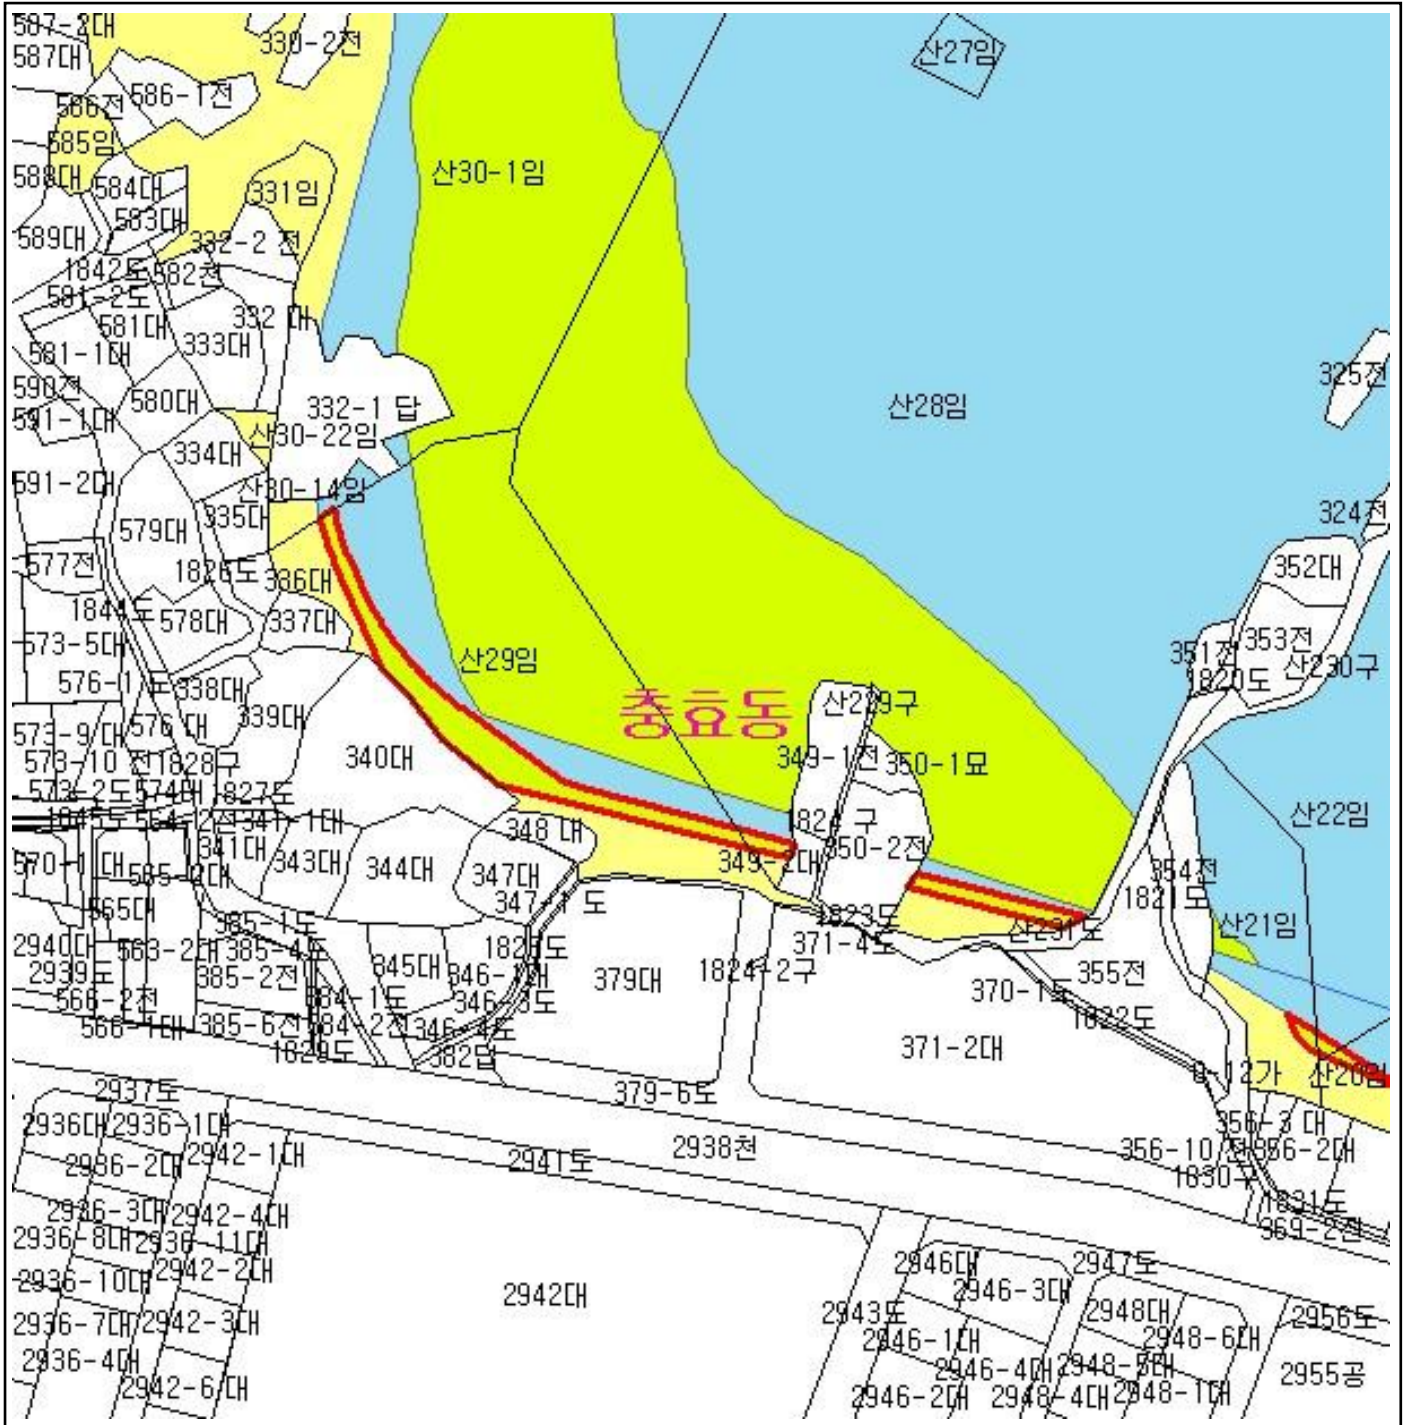 587-2대
330-2전
산27임
587대
586-1전
586전
585임
588대
584대
331임
산30-1임
583대
589대
332-2 전
1842도
582천
581-2도
332 대
581대
333대
581-1대
325전
590전
580대
332-1 답
산28임
591-1대
산30-22임
334대
591-2대
산30-14임
335대
324전
579대
577전
1826도
336대
352대
1844도
578대
337대
573-5대
353전
산29임
351전
산230구
576-1 도
338대
1820도
충효동
산229구
339대
576 대
573-9 대
340대
349-1전
350-1묘
573-10 전
1828구
573-2도
574대
1827도
산22임
341-1대
348 대
350-2전
341대
343대
344대
349-2대
570-1대
347대
354전
565대
347-1 도
1821도
385-1도
1823도
산231도
산21임
2940대
563-2대
385-4도
371-4도
2939도
385-2전
345대
346-1대
379대
1824-2구
355전
566-2전
384-1도
346-3도
370-1도
566-1대
385-6전
384-2전
346-4도
1822도
1829도
382답
371-2대
산20임
2937도
379-6도
2936대
2936-1대
356-3 대
2938천
2942-1대
2936-2대
2941도
356-10 전
356-2대
1830구
2936-3대
2942-4대
1831도
369-2전
2936-8대
2936-11대
2946대
2947도
2936-10대
2942-2대
2946-3대
2942대
2943도
2948대
2956도
2936-7대
2942-3대
2946-1대
2948-6대
2936-4대
2946-4대
2948-5대
2955공
2942-6대
2946-2대
2948-4대
2948-1대